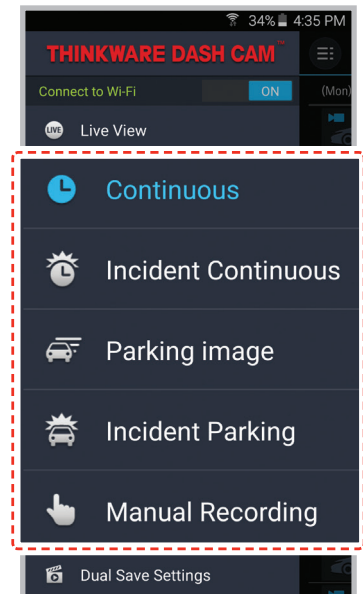 34% 4:35 PM
THINKWARE DASH CAM™
Connect to Wi-Fi ON (Mon)
LIVE Live View
Continuous
Incident Continuous
Parking image
Incident Parking
Manual Recording
Dual Save Settings